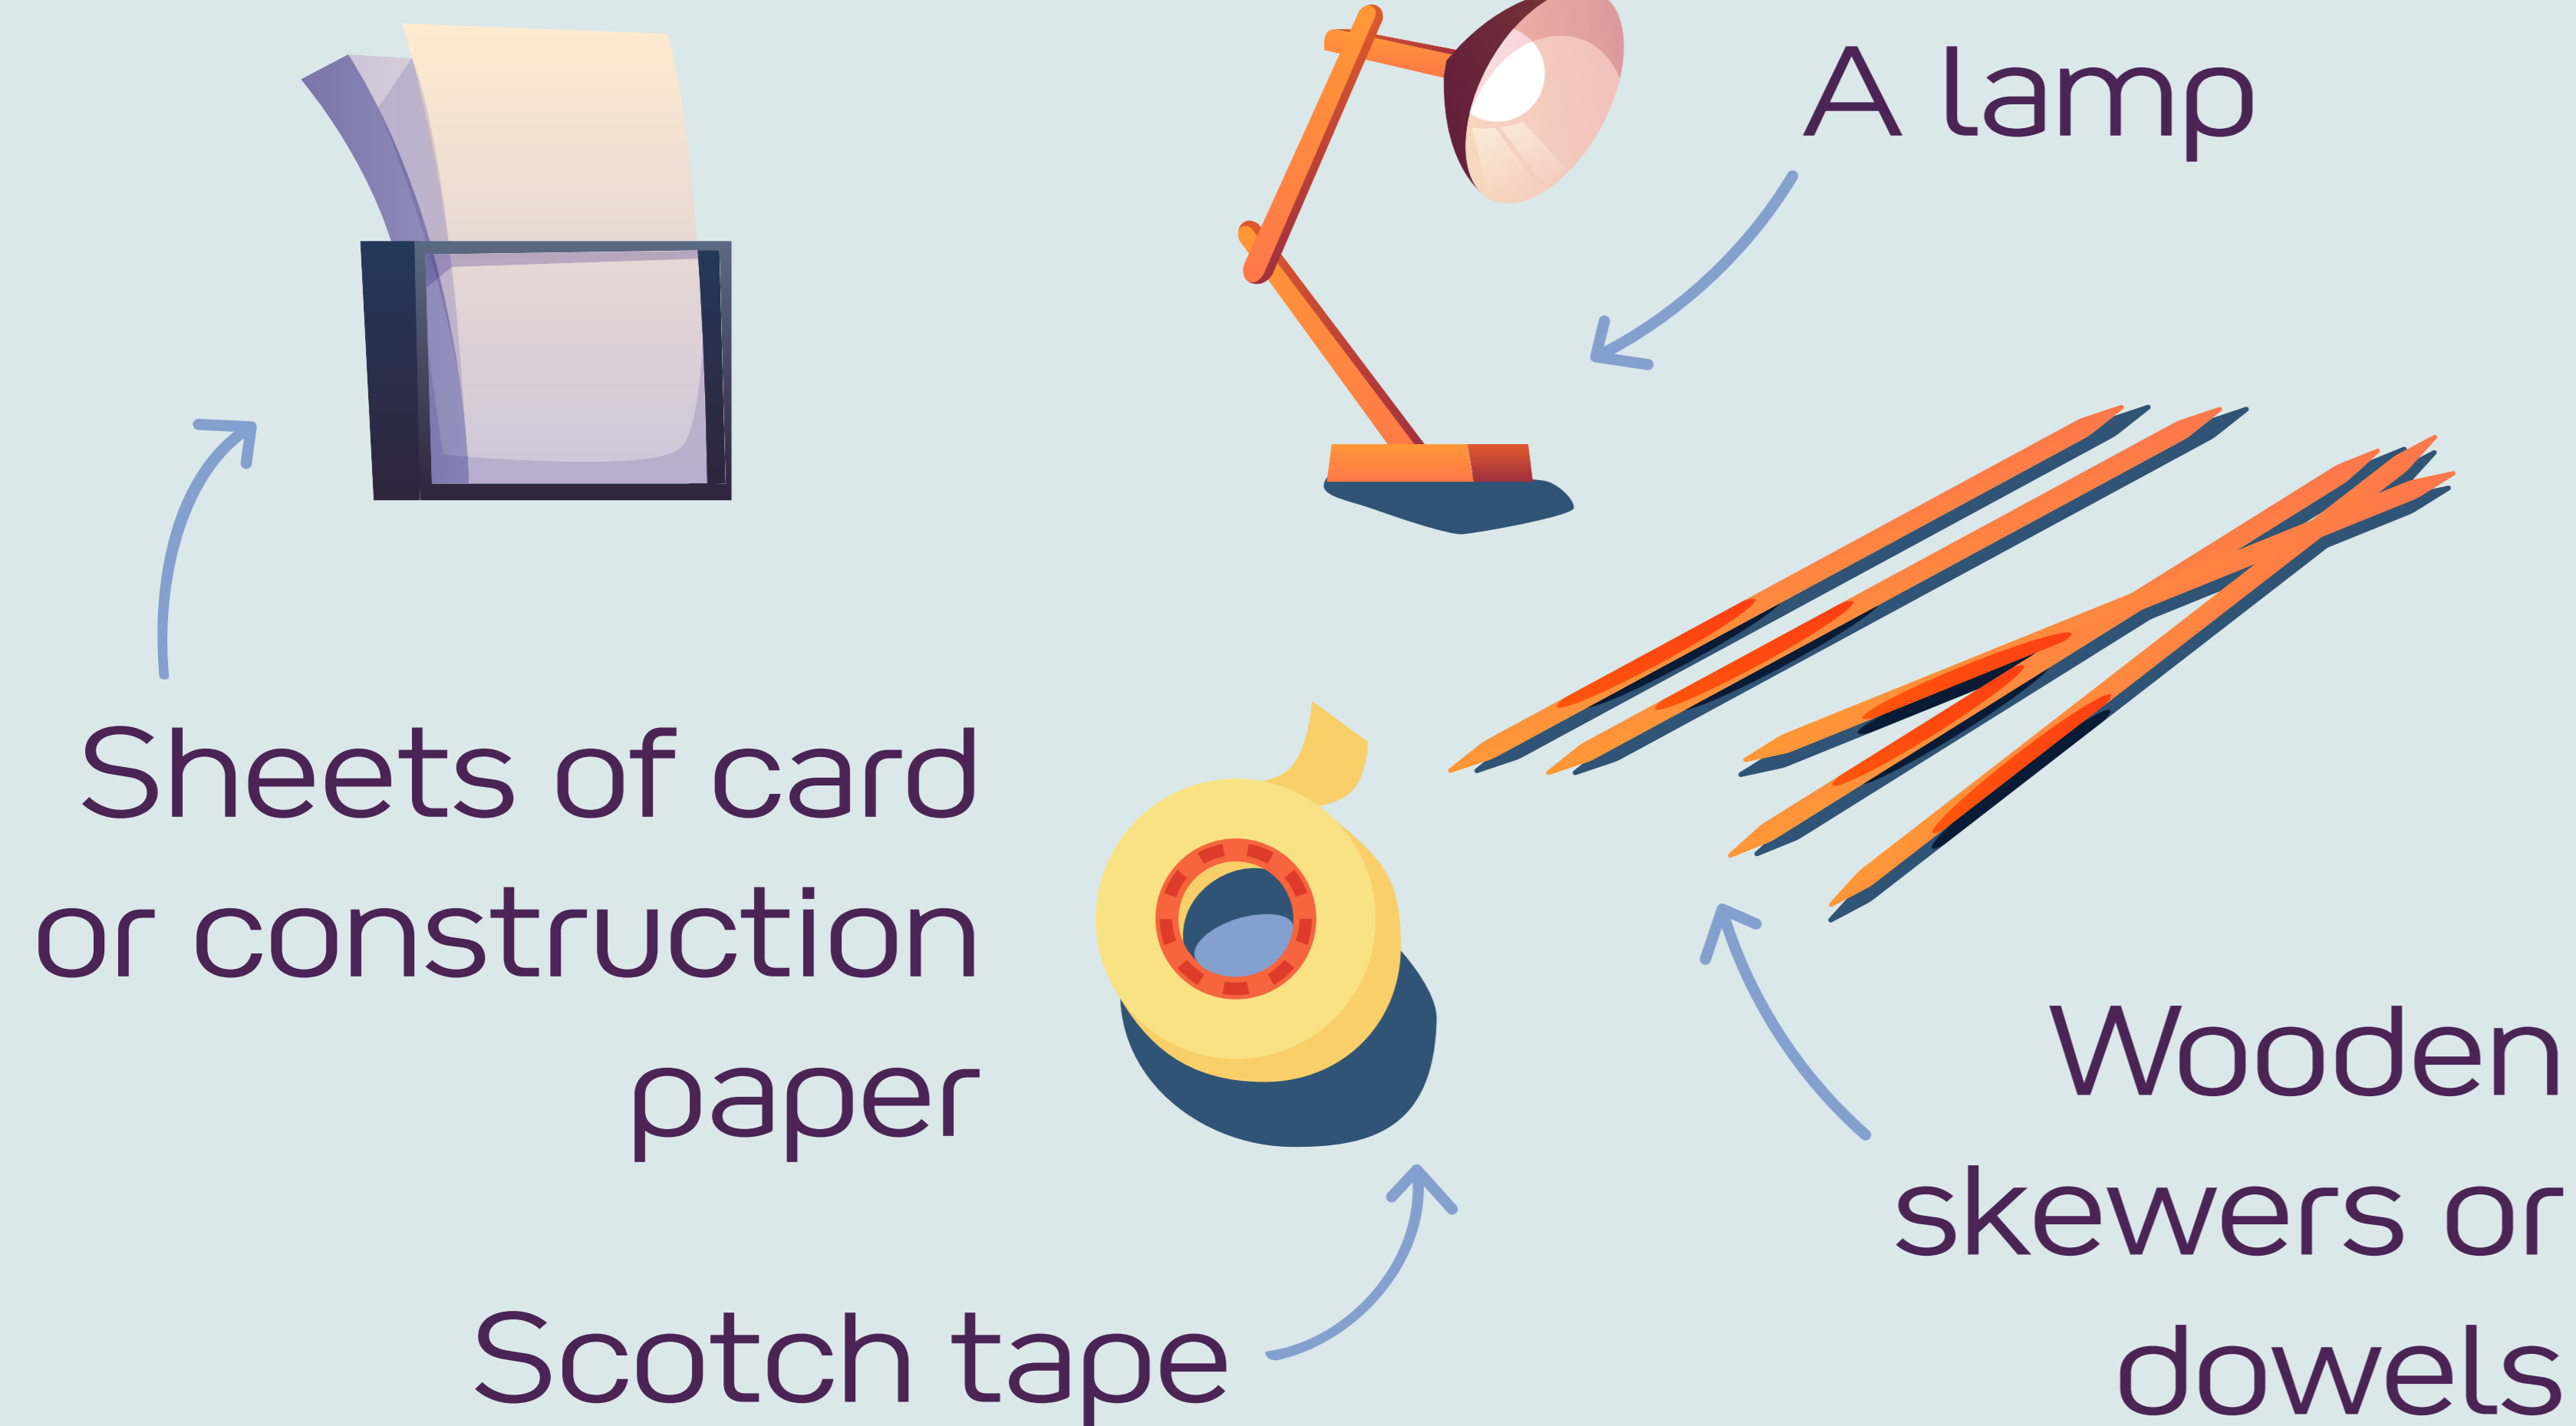 A lamp
Sheets of card
or construction
paper
Scotch tape
Wooden
skewers or
dowels